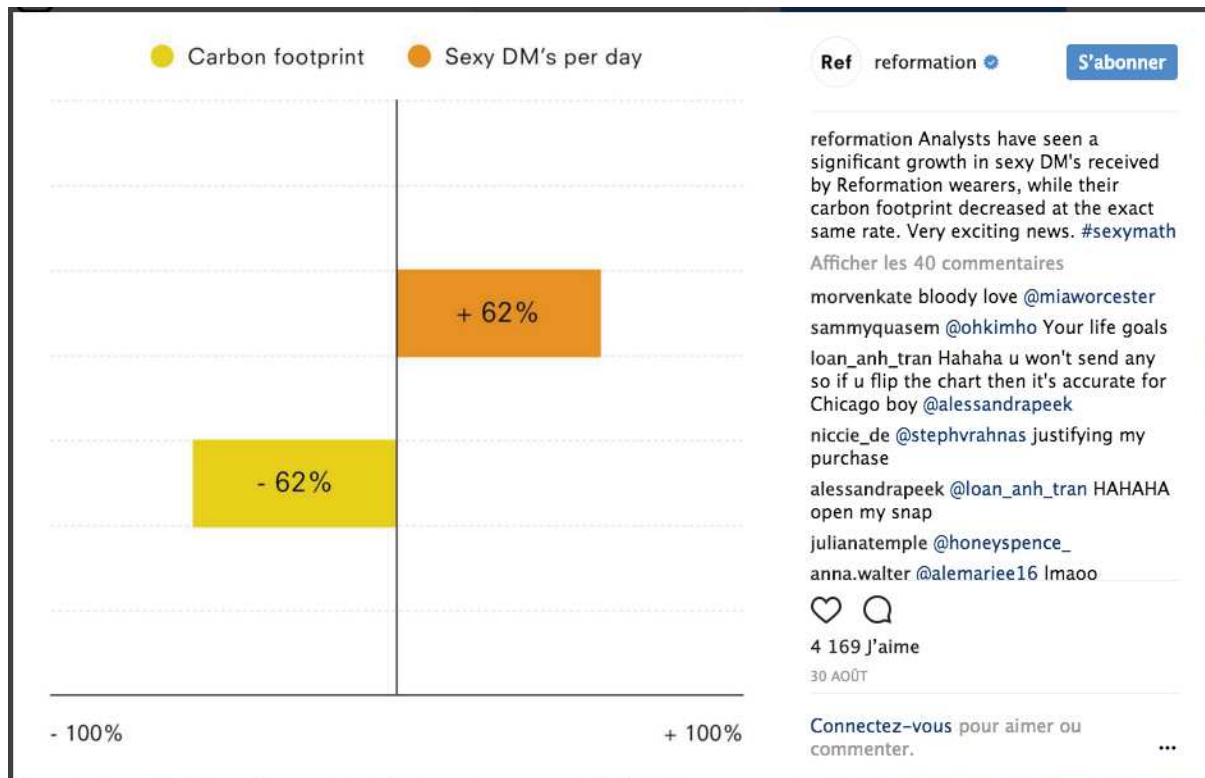 Carbon footprint
Sexy DM's per day
+ 62%
- 62%
- 100%
+ 100%
Ref
reformation
S'abonner
reformation Analysts have seen a
significant growth in sexy DM's received
by Reformation wearers, while their
carbon footprint decreased at the exact
same rate. Very exciting news. #sexymath
Afficher les 40 commentaires
morvenkate bloody love @miaworcester
sammyquasem @ohkimho Your life goals
loan_anh_tran Hahaha u won't send any
so if u flip the chart then it's accurate for
Chicago boy @alessandrapeek
niccie_de @stephvrahnas justifying my
purchase
alessandrapeek @loan_anh_tran HAHAHA
open my snap
julianatemple @honeyspence_
anna.walter @alemariee16 lmaoo
4 169 J'aime
30 AOÛT
Connectez-vous pour aimer ou
commenter.